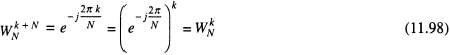 W_N^{k+N} = e^{-j\frac{2\pi k}{N}} = \left(e^{-j\frac{2\pi}{N}}\right)^k = W_N^k (11.98)